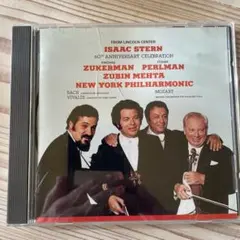 FROM LINCOLN CENTER
ISAAC STERN
60TH ANNIVERSARY CELEBRATION
ZUKERMAN PERLMAN
ZUBIN MEHTA
NEW YORK PHILHARMONIC
BACH
MOZART
VIVALDI